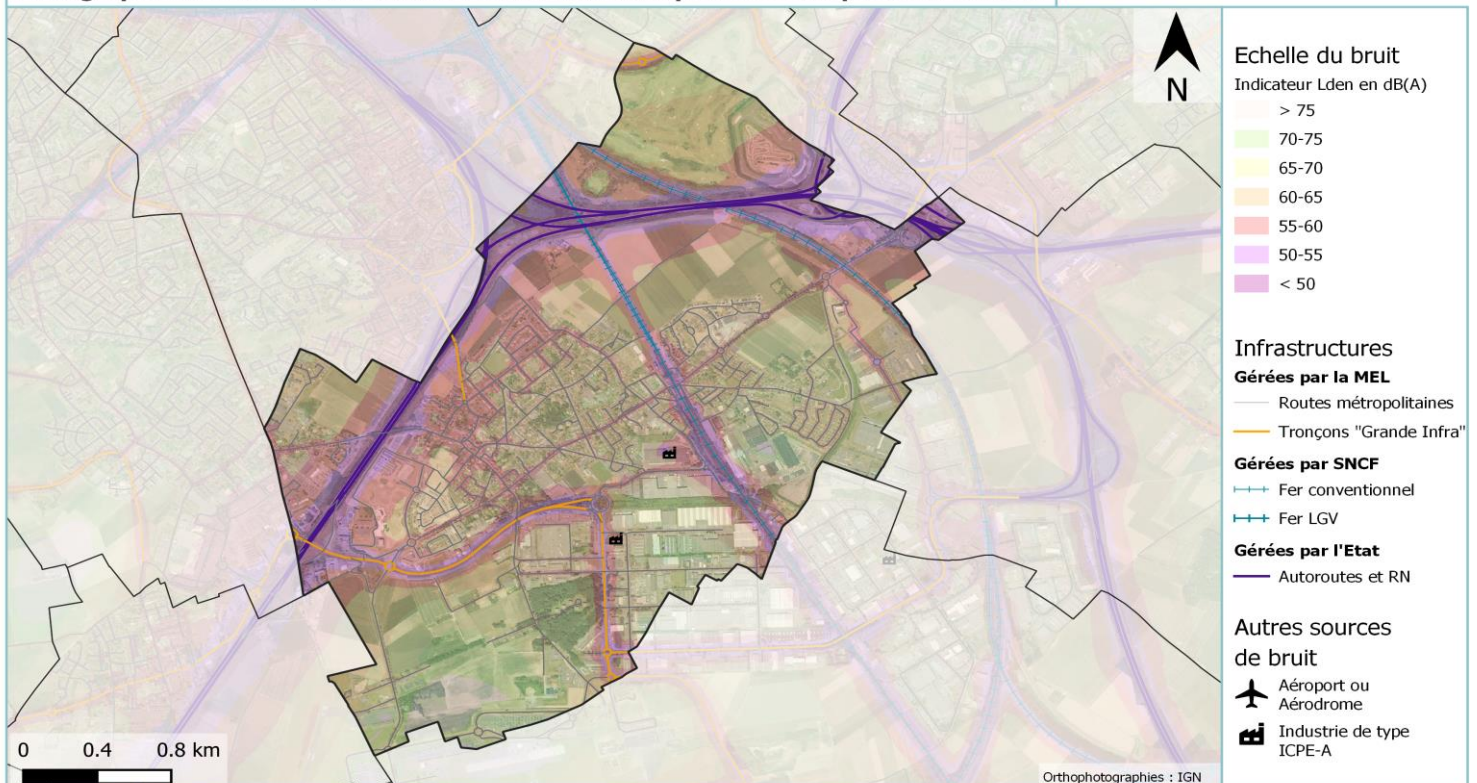 N
0 0.4 0.8 km
Orthophotographies : IGN
Echelle du bruit
Indicateur Lden en dB(A)
> 75
70-75
65-70
60-65
55-60
50-55
< 50
Infrastructures
Gérées par la MEL
Routes métropolitaines
Tronçons "Grande Infra"
Gérées par SNCF
Fer conventionnel
Fer LGV
Gérées par l'Etat
Autoroutes et RN
Autres sources
de bruit
Aéroport ou
Aérodrome
Industrie de type
ICPE-A